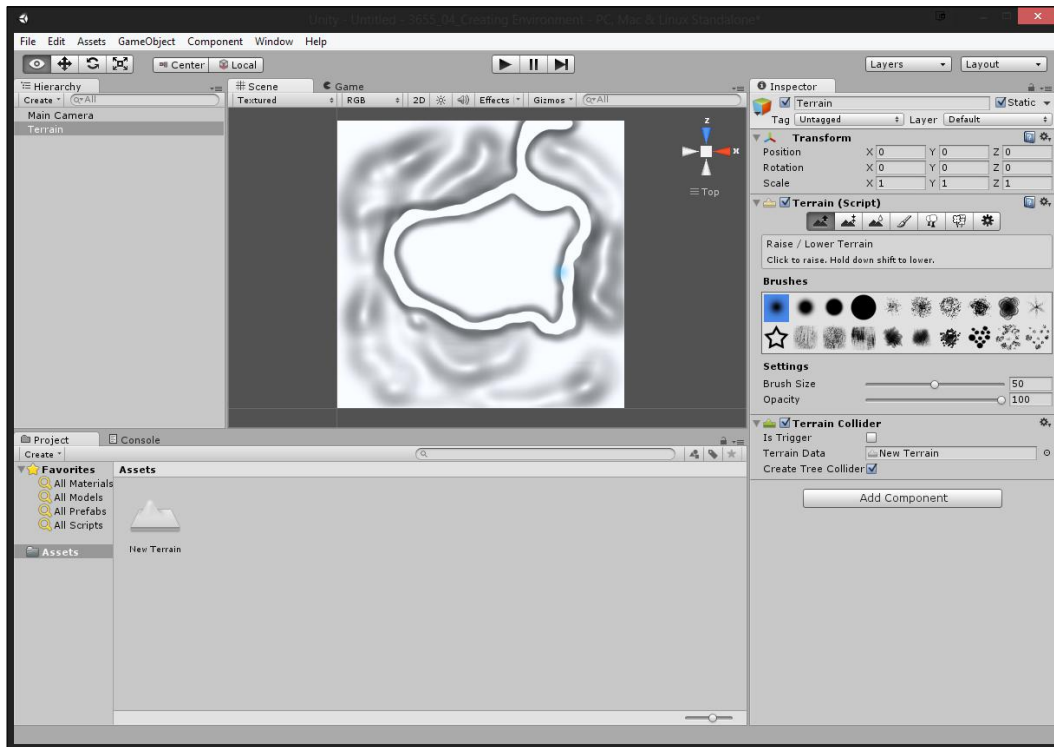 Unity - Untitled - 3655_04_Creating Environment - PC, Mac & Linux Standalone*
File Edit Assets GameObject Component Window Help
Center Local Layers Layout
Hierarchy
Create All
Main Camera
Terrain
Scene Game
Textured RGB 2D Effects Gizmos All
z
x
Top
Inspector
Terrain Static
Tag Untagged Layer Default
Transform
Position X 0 Y 0 Z 0
Rotation X 0 Y 0 Z 0
Scale X 1 Y 1 Z 1
Terrain (Script)
Raise / Lower Terrain
Click to raise. Hold down shift to lower.
Brushes
Settings
Brush Size 50
Opacity 100
Terrain Collider
Is Trigger
Terrain Data New Terrain
Create Tree Collider
Add Component
Project Console
Create
Favorites
All Materials
All Models
All Prefabs
All Scripts
Assets
Assets
New Terrain